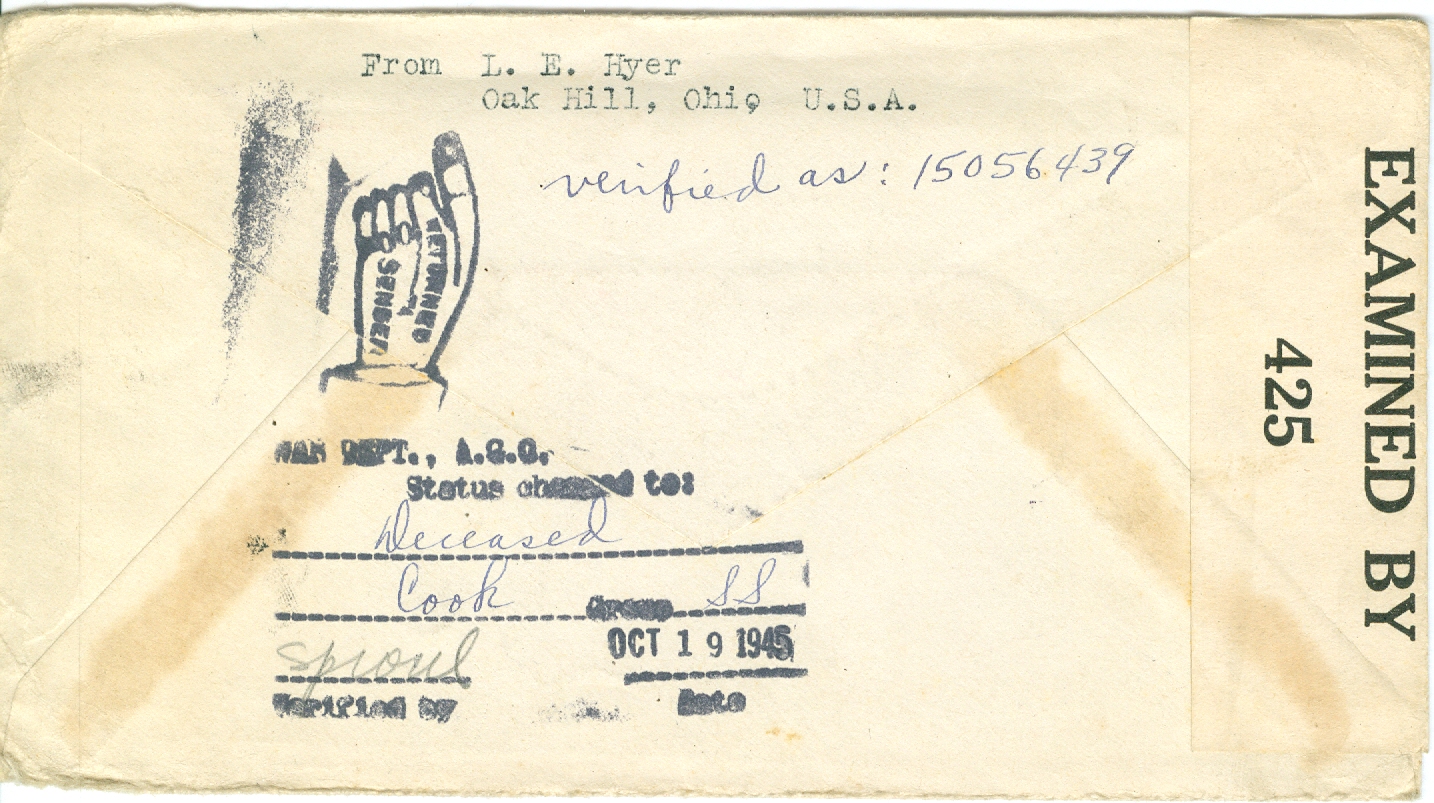 From L. E. Hyer
Oak Hill, Ohio U.S.A.
verified as: 15056439
RETURNED
TO
SENDER
WAR DEPT., A.G.O.
Status changed to:
Deceased
Cook Group SS
Sproul OCT 19 1945
Verified by Date
EXAMINED BY
425